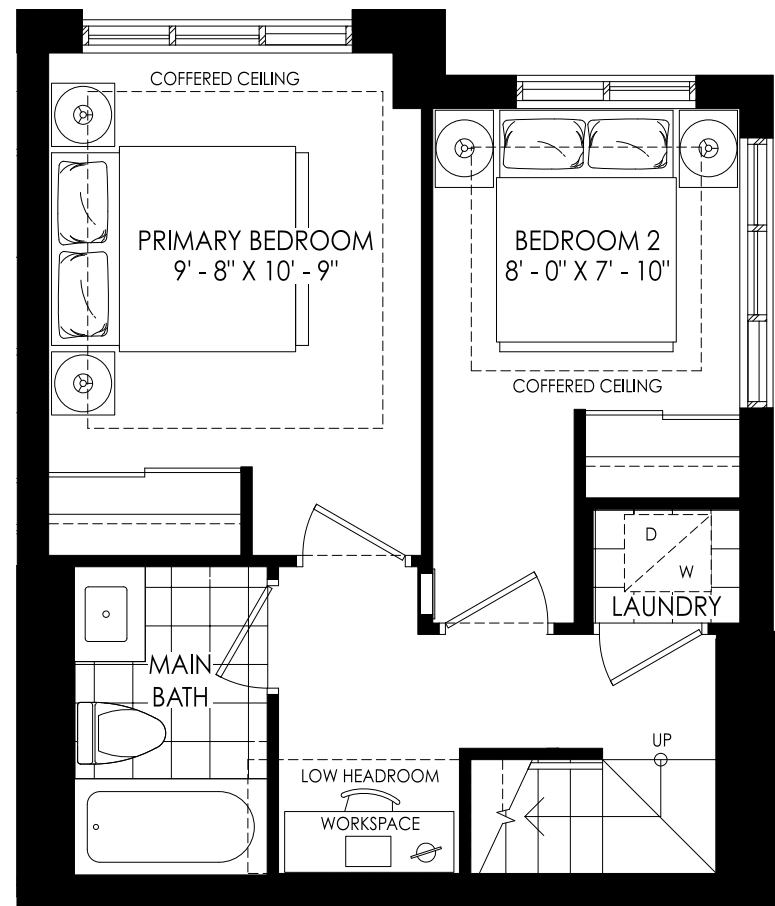 COFFERED CEILING
PRIMARY BEDROOM
9' - 8" X 10' - 9"
BEDROOM 2
8' - 0" X 7' - 10"
COFFERED CEILING
D
W
LAUNDRY
MAIN
BATH
UP
LOW HEADROOM
WORKSPACE